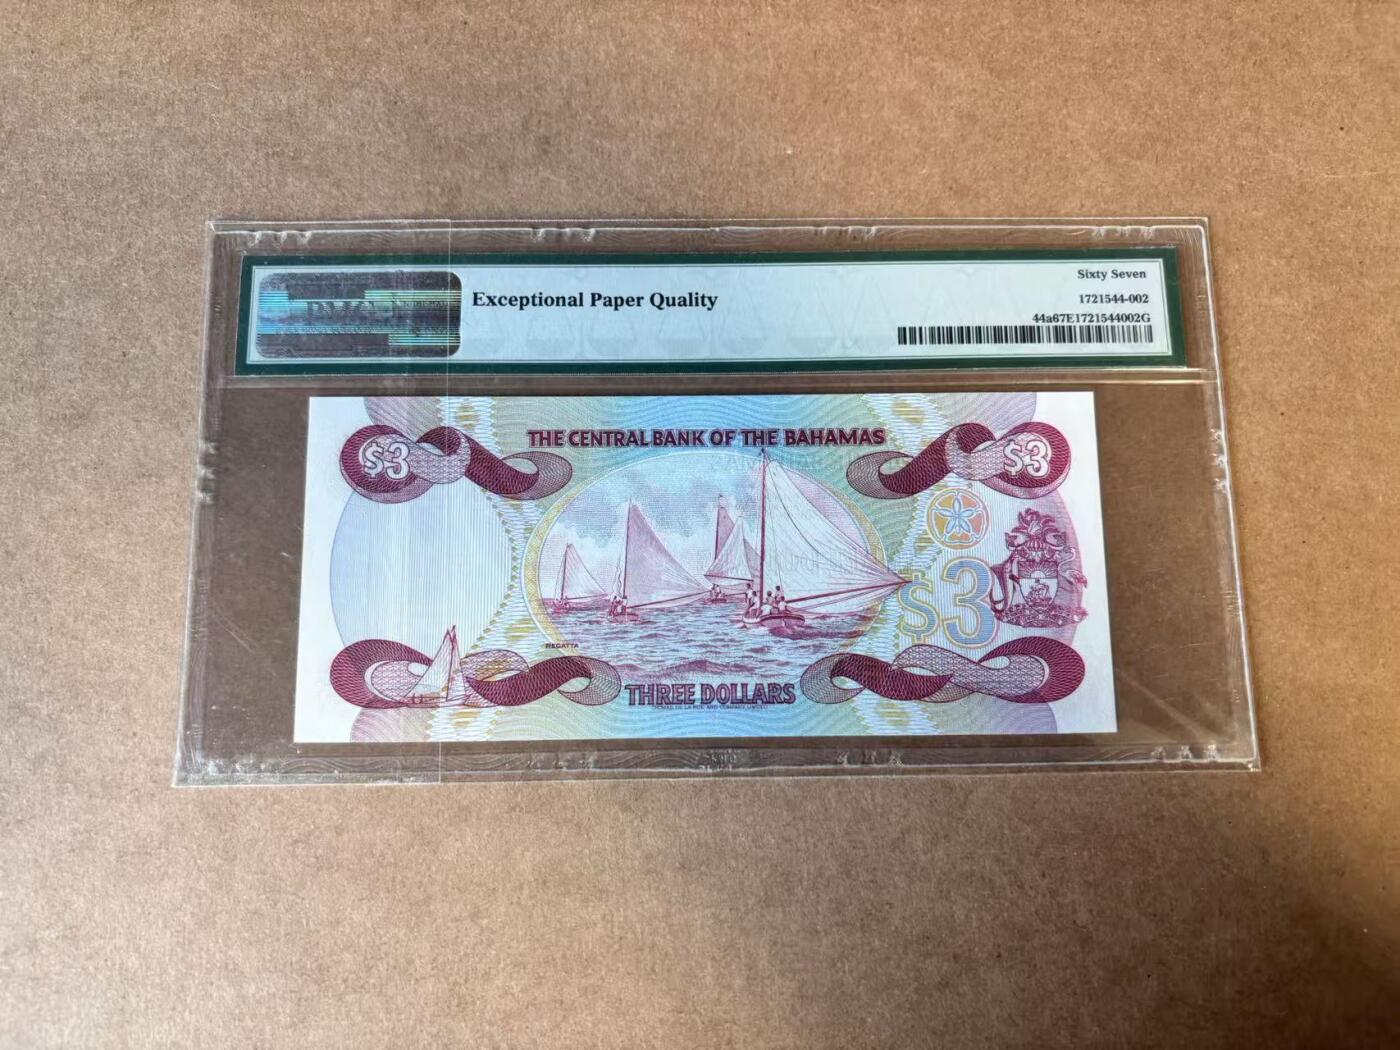 Sixty Seven
Exceptional Paper Quality
1721544-002
44a67E1721544002G
THE CENTRAL BANK OF THE BAHAMAS
$3
$3
$3
REGATTA
THREE DOLLARS